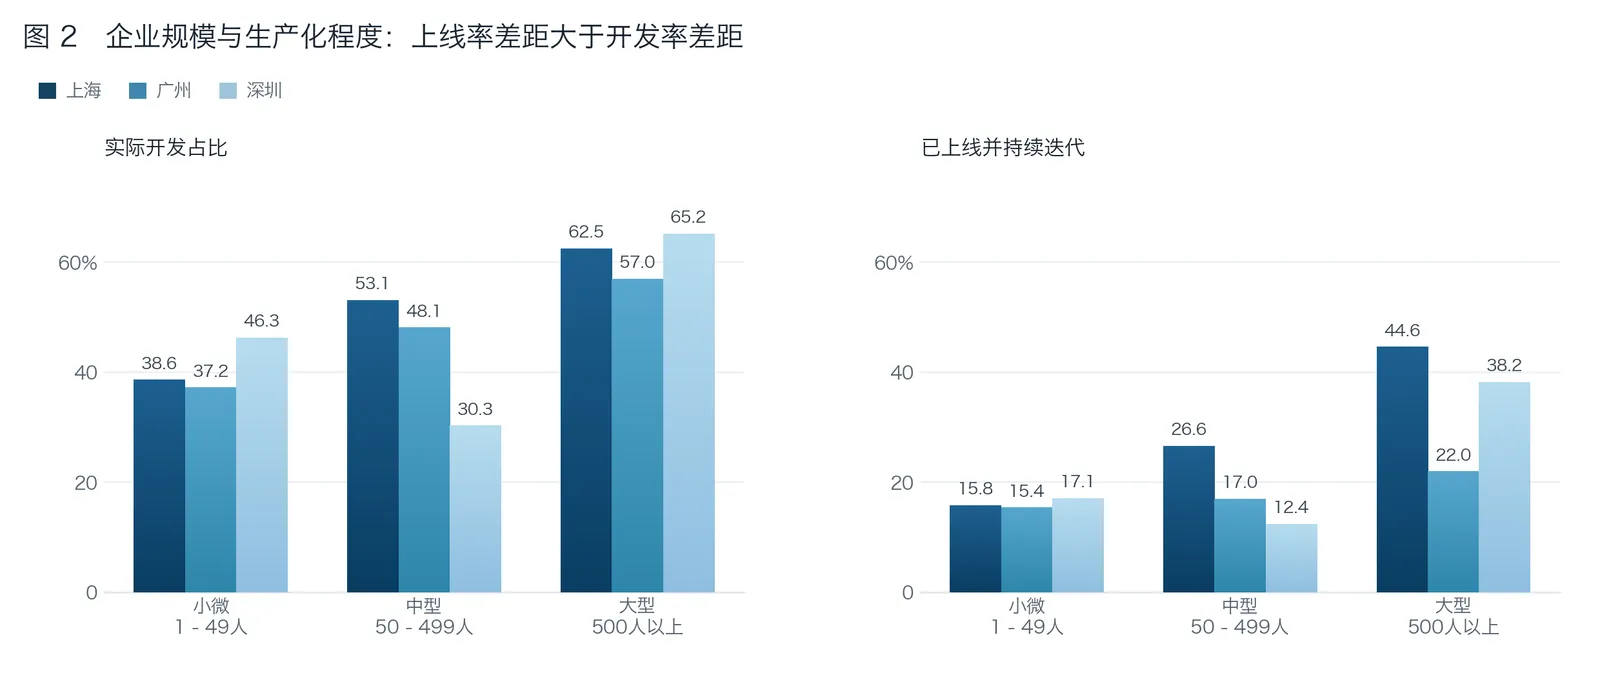 图 2　企业规模与生产化程度：上线率差距大于开发率差距
上海　广州　深圳
实际开发占比
60%
40
20
0
38.6
37.2
46.3
53.1
48.1
30.3
62.5
57.0
65.2
小微
1 - 49人
中型
50 - 499人
大型
500人以上
已上线并持续迭代
60%
40
20
0
15.8
15.4
17.1
26.6
17.0
12.4
44.6
22.0
38.2
小微
1 - 49人
中型
50 - 499人
大型
500人以上